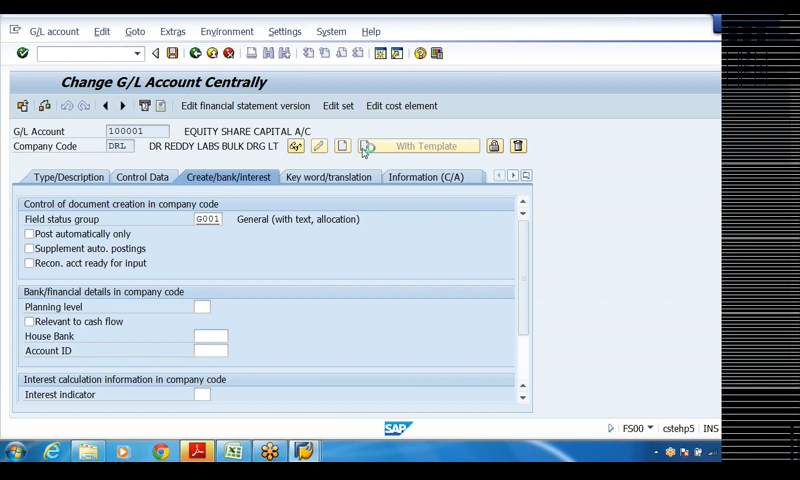 G/L account Edit Goto Extras Environment Settings System Help
Change G/L Account Centrally
Edit financial statement version Edit set Edit cost element
G/L Account 100001 EQUITY SHARE CAPITAL A/C
Company Code DRL DR REDDY LABS BULK DRG LT With Template
Type/Description Control Data Create/bank/interest Key word/translation Information (C/A)
Control of document creation in company code
Field status group G001 General (with text, allocation)
Post automatically only
Supplement auto. postings
Recon. acct ready for input
Bank/financial details in company code
Planning level
Relevant to cash flow
House Bank
Account ID
Interest calculation information in company code
Interest indicator
SAP FS00 cstehp5 INS